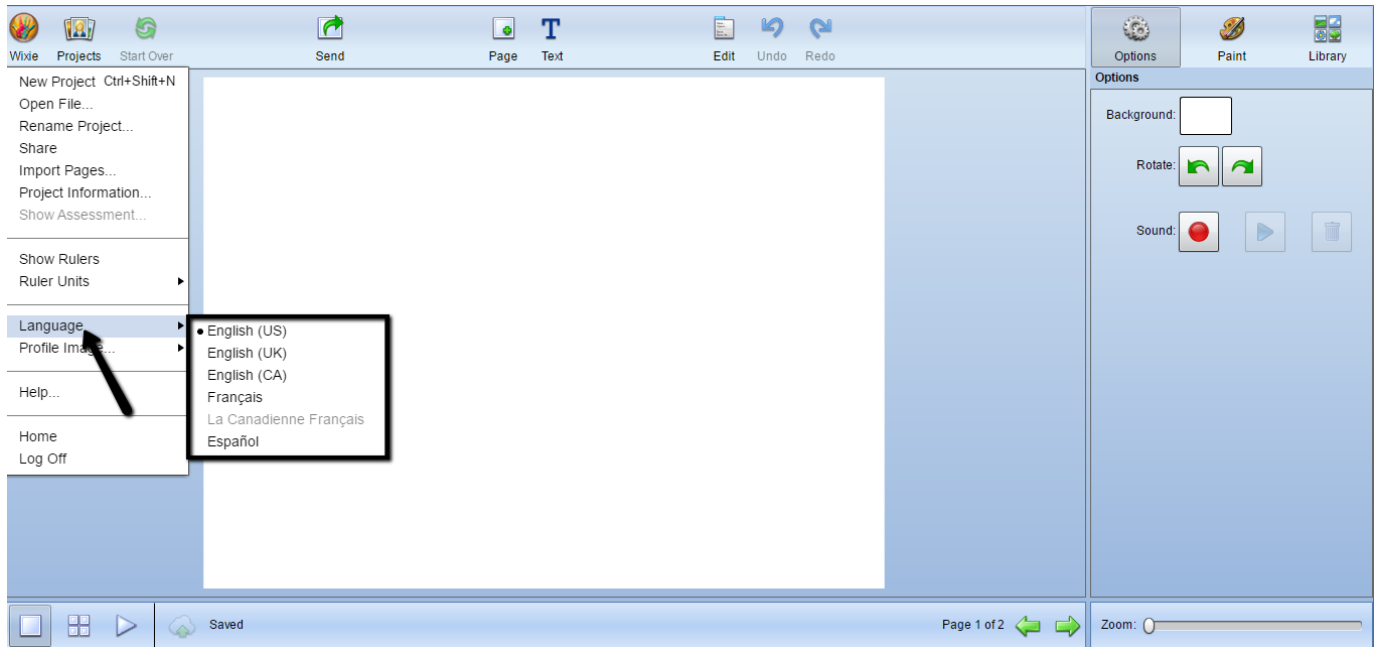 Wixie Projects Start Over Send Page Text Edit Undo Redo Options Paint Library
New Project Ctrl+Shift+N
Open File...
Rename Project...
Share
Import Pages...
Project Information...
Show Assessment...
Show Rulers
Ruler Units
Language
Profile Image...
Help...
Home
Log Off
English (US)
English (UK)
English (CA)
Français
La Canadienne Français
Español
Options
Background:
Rotate:
Sound:
Saved
Page 1 of 2
Zoom: